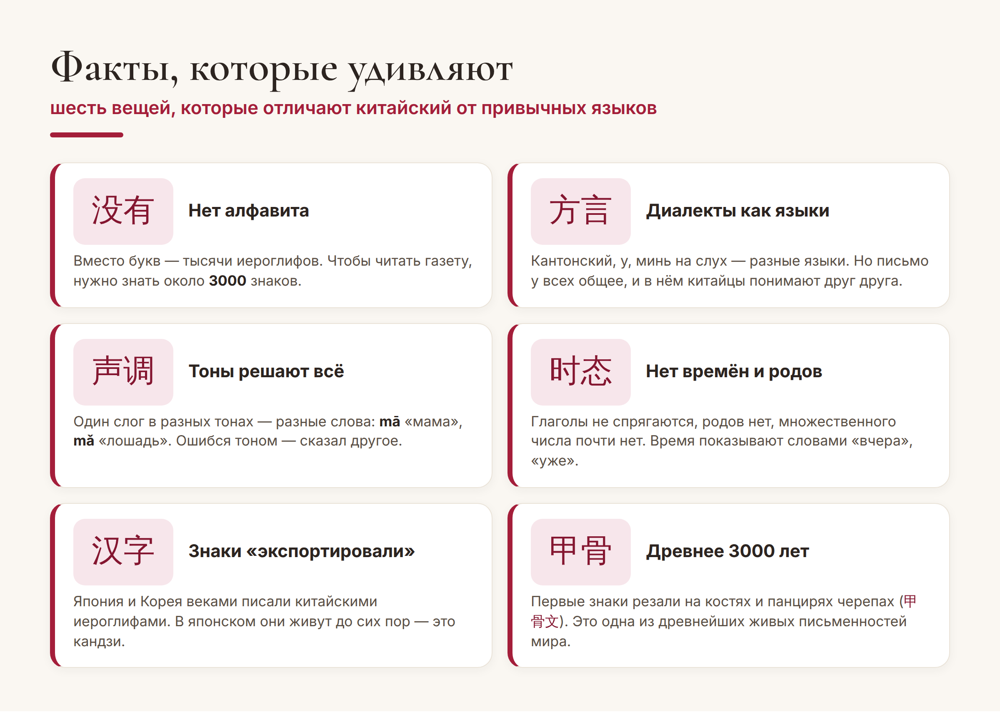 Факты, которые удивляют
шесть вещей, которые отличают китайский от привычных языков
没有
Нет алфавита
Вместо букв — тысячи иероглифов. Чтобы читать газету,
нужно знать около 3000 знаков.
方言
Диалекты как языки
Кантонский, у, минь на слух — разные языки. Но письмо
у всех общее, и в нём китайцы понимают друг друга.
声调
Тоны решают всё
Один слог в разных тонах — разные слова: mā «мама»,
mǎ «лошадь». Ошибся тоном — сказал другое.
时态
Нет времён и родов
Глаголы не спрягаются, родов нет, множественного
числа почти нет. Время показывают словами «вчера»,
«уже».
汉字
Знаки «экспортировали»
Япония и Корея веками писали китайскими
иероглифами. В японском они живут до сих пор — это
кандзи.
甲骨
Древнее 3000 лет
Первые знаки резали на костях и панцирях черепах (甲
骨文). Это одна из древнейших живых письменностей
мира.